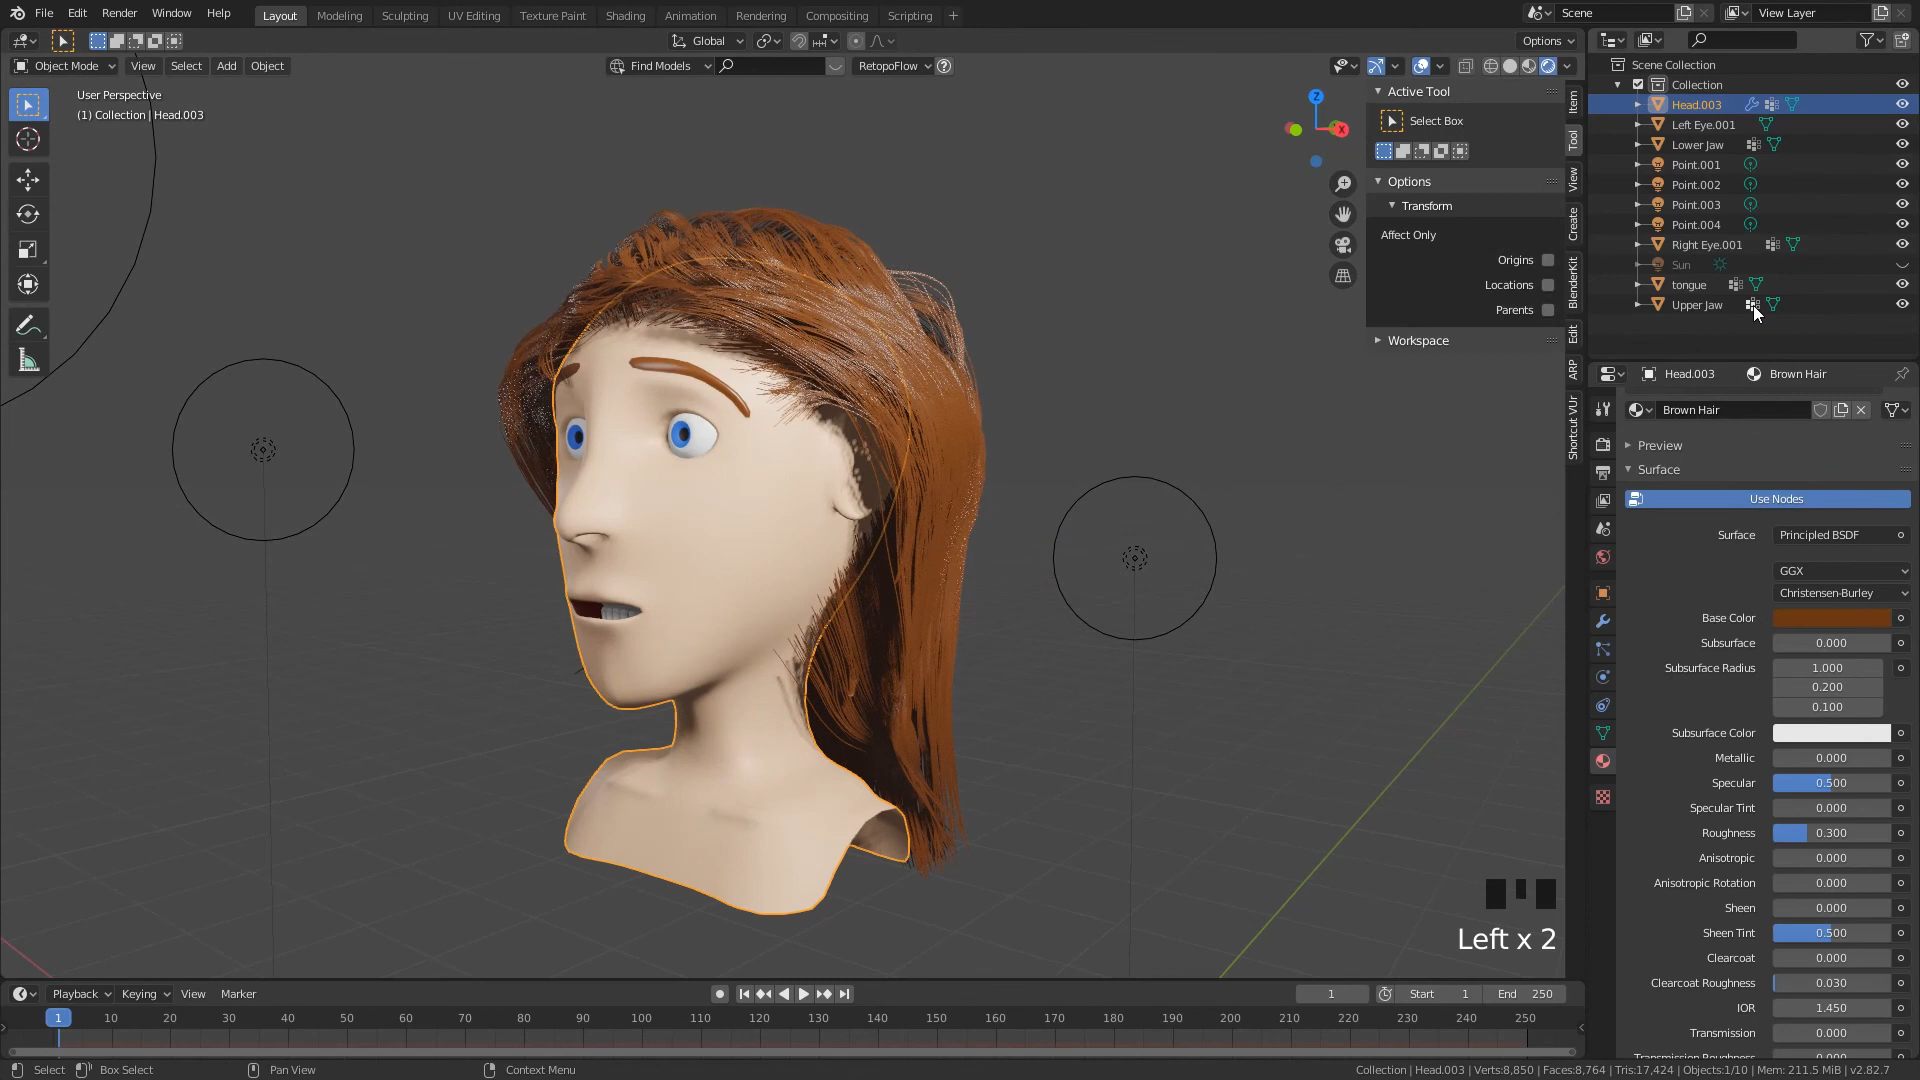 File Edit Render Window Help
Layout Modeling Sculpting UV Editing Texture Paint Shading Animation Rendering Compositing Scripting +
Scene
View Layer
Global
Options
Object Mode View Select Add Object
Find Models
RetopoFlow
User Perspective
(1) Collection | Head.003
Z
X
Active Tool
Select Box
Options
Transform
Affect Only
Origins
Locations
Parents
Workspace
Item
Tool
View
Create
BlenderKit
Edit
ARP
Shortcut VUr
Scene Collection
Collection
Head.003
Left Eye.001
Lower Jaw
Point.001
Point.002
Point.003
Point.004
Right Eye.001
Sun
tongue
Upper Jaw
Head.003 Brown Hair
Brown Hair
Preview
Surface
Use Nodes
Surface Principled BSDF
GGX
Christensen-Burley
Base Color
Subsurface 0.000
Subsurface Radius 1.000
0.200
0.100
Subsurface Color
Metallic 0.000
Specular 0.500
Specular Tint 0.000
Roughness 0.300
Anisotropic 0.000
Anisotropic Rotation 0.000
Sheen 0.000
Sheen Tint 0.500
Clearcoat 0.000
Clearcoat Roughness 0.030
IOR 1.450
Transmission 0.000
Transmission Roughness 0.000
Left x 2
Playback Keying View Marker
1
Start 1
End 250
1 10 20 30 40 50 60 70 80 90 100 110 120 130 140 150 160 170 180 190 200 210 220 230 240 250
Select Box Select Pan View Context Menu
Collection | Head.003 | Verts:8,850 | Faces:8,764 | Tris:17,424 | Objects:1/10 | Mem: 211.5 MiB | v2.82.7